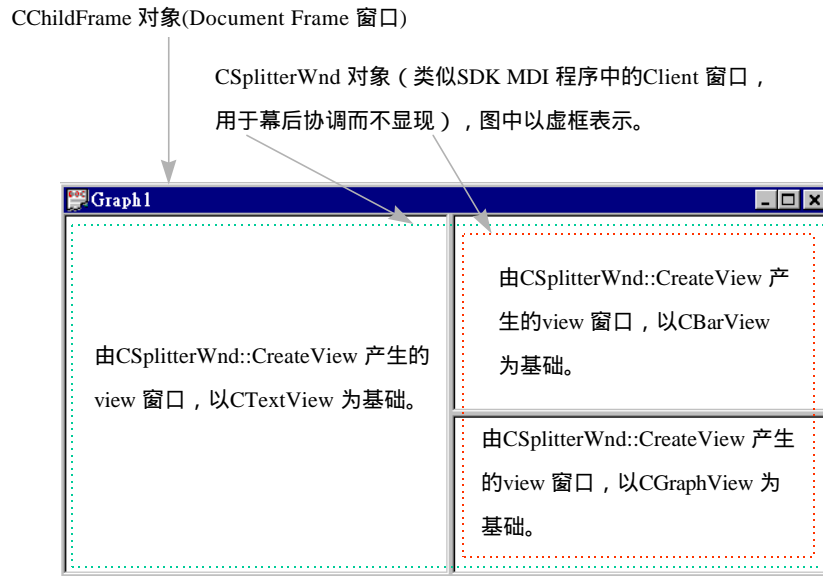 CChildFrame 对象(Document Frame 窗口)
CSplitterWnd 对象（类似SDK MDI 程序中的Client 窗口，
用于幕后协调而不显现），图中以虚框表示。
Graph1
由CSplitterWnd::CreateView 产生的
view 窗口，以CTextView 为基础。
由CSplitterWnd::CreateView 产
生的view 窗口，以CBarView
为基础。
由CSplitterWnd::CreateView 产生
的view 窗口，以CGraphView 为
基础。